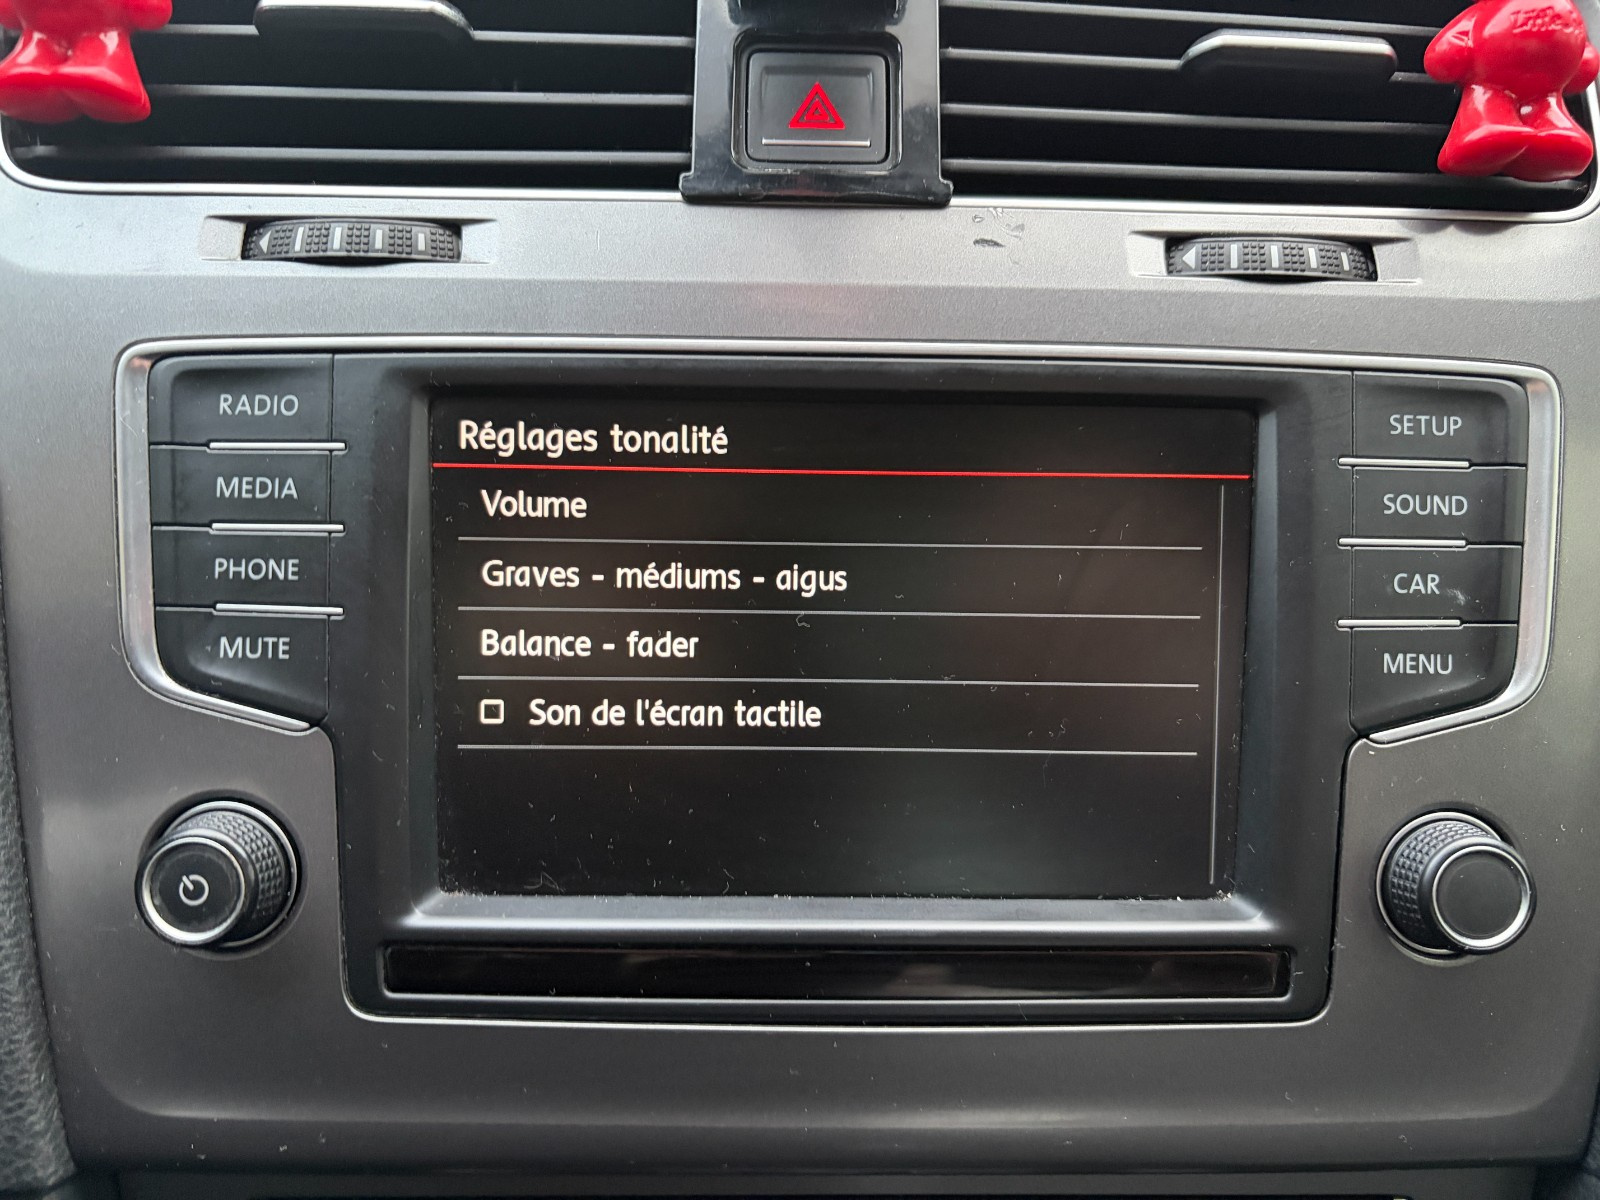 RADIO
MEDIA
PHONE
MUTE
Réglages tonalité
Volume
Graves - médiums - aigus
Balance - fader
Son de l'écran tactile
SETUP
SOUND
CAR
MENU